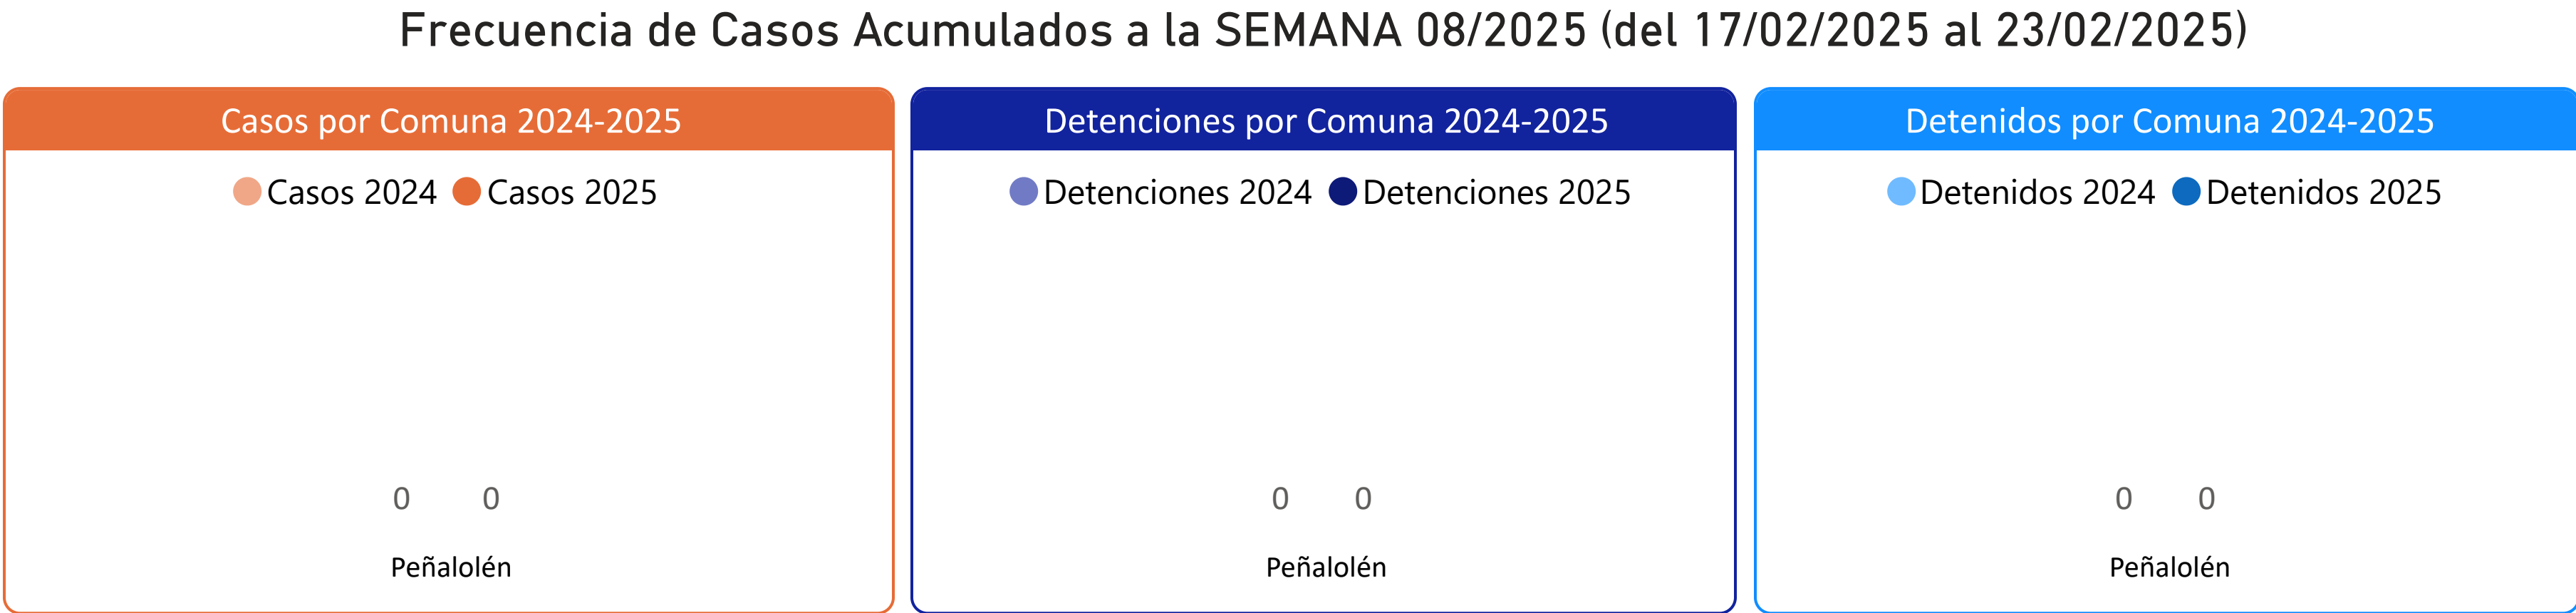 Frecuencia de Casos Acumulados a la SEMANA 08/2025 (del 17/02/2025 al 23/02/2025)
Casos por Comuna 2024-2025
Casos 2024 Casos 2025
0 0
Peñalolén
Detenciones por Comuna 2024-2025
Detenciones 2024 Detenciones 2025
0 0
Peñalolén
Detenidos por Comuna 2024-2025
Detenidos 2024 Detenidos 2025
0 0
Peñalolén